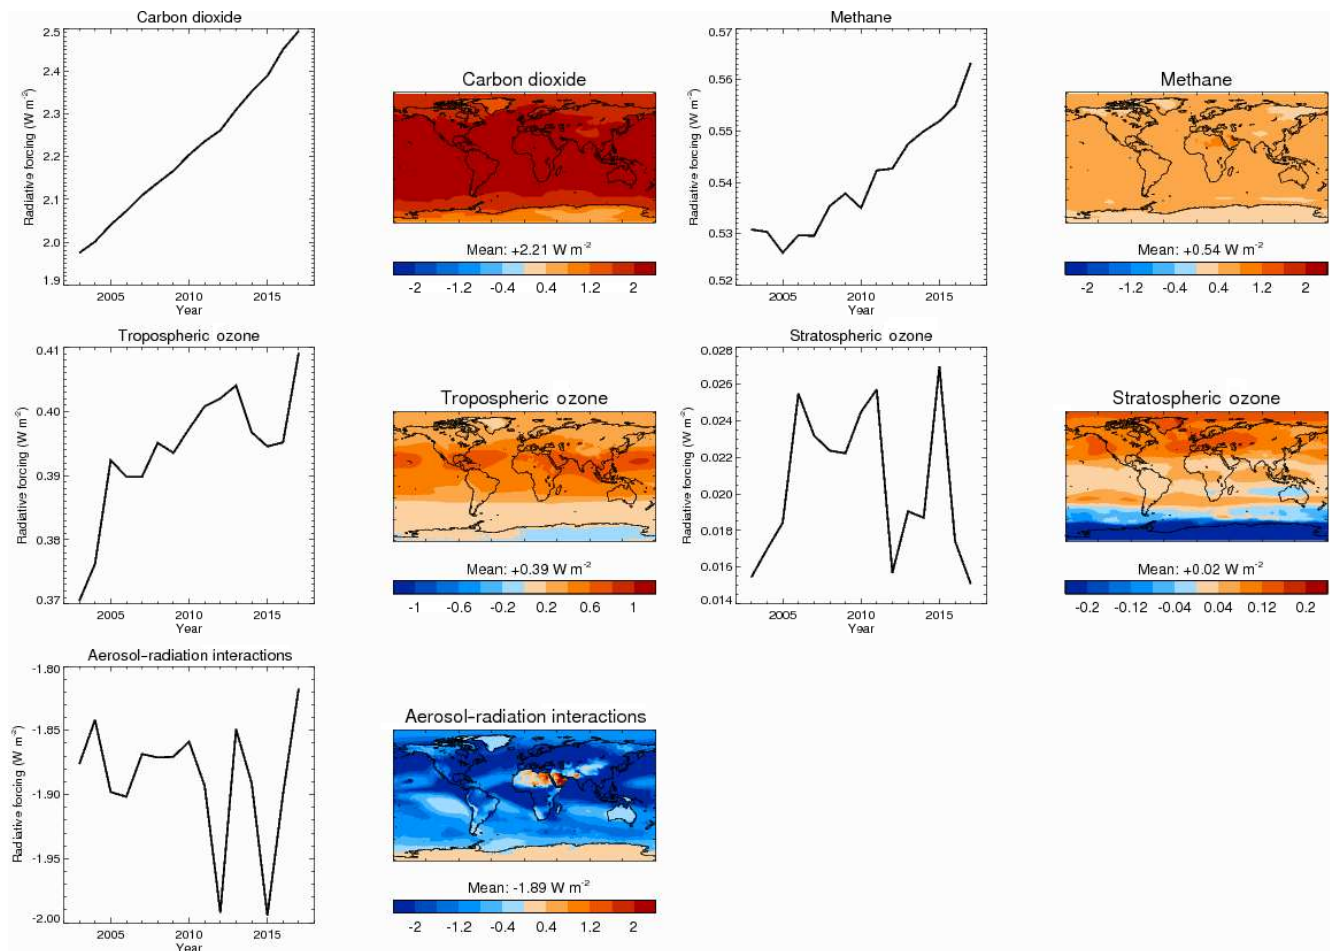 Carbon dioxide
2.5
2.4
2.3
2.2
2.1
2.0
1.9
Radiative forcing (W m⁻²)
2005 2010 2015
Year
Carbon dioxide
Mean: +2.21 W m⁻²
-2 -1.2 -0.4 0.4 1.2 2
Methane
0.57
0.56
0.55
0.54
0.53
0.52
Radiative forcing (W m⁻²)
2005 2010 2015
Year
Methane
Mean: +0.54 W m⁻²
-2 -1.2 -0.4 0.4 1.2 2
Tropospheric ozone
0.41
0.40
0.39
0.38
0.37
Radiative forcing (W m⁻²)
2005 2010 2015
Year
Tropospheric ozone
Mean: +0.39 W m⁻²
-1 -0.6 -0.2 0.2 0.6 1
Stratospheric ozone
0.028
0.026
0.024
0.022
0.020
0.018
0.016
0.014
Radiative forcing (W m⁻²)
2005 2010 2015
Year
Stratospheric ozone
Mean: +0.02 W m⁻²
-0.2 -0.12 -0.04 0.04 0.12 0.2
Aerosol-radiation interactions
-1.80
-1.85
-1.90
-1.95
-2.00
Radiative forcing (W m⁻²)
2005 2010 2015
Year
Aerosol-radiation interactions
Mean: -1.89 W m⁻²
-2 -1.2 -0.4 0.4 1.2 2